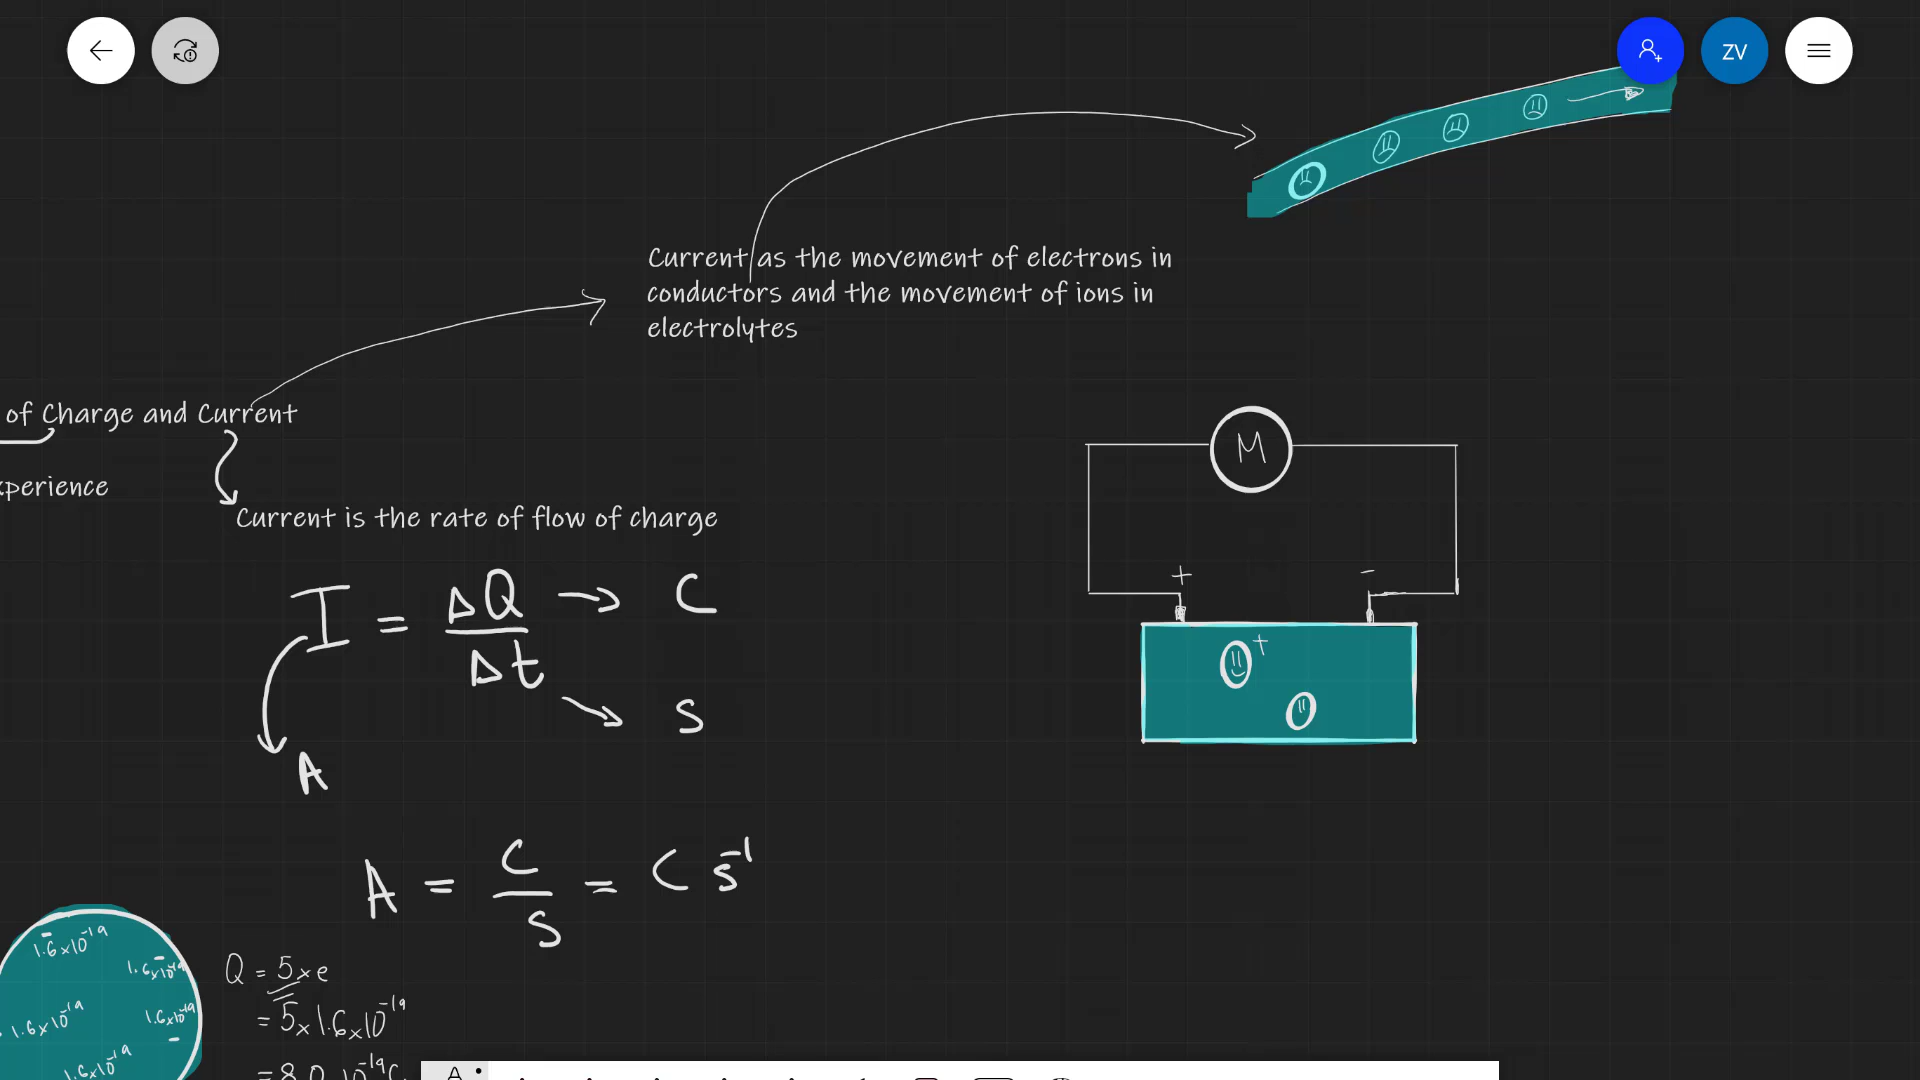 ZV
Current as the movement of electrons in
conductors and the movement of ions in
electrolytes
of Charge and Current
xperience
Current is the rate of flow of charge
I = ΔQ/Δt → C
→ s
A
A = C/s = C s⁻¹
M
+ -
+
1.6×10⁻¹⁹
1.6×10⁻¹⁹
1.6×10⁻¹⁹
1.6×10⁻¹⁹
1.6×10⁻¹⁹
Q = 5×e
= 5×1.6×10⁻¹⁹